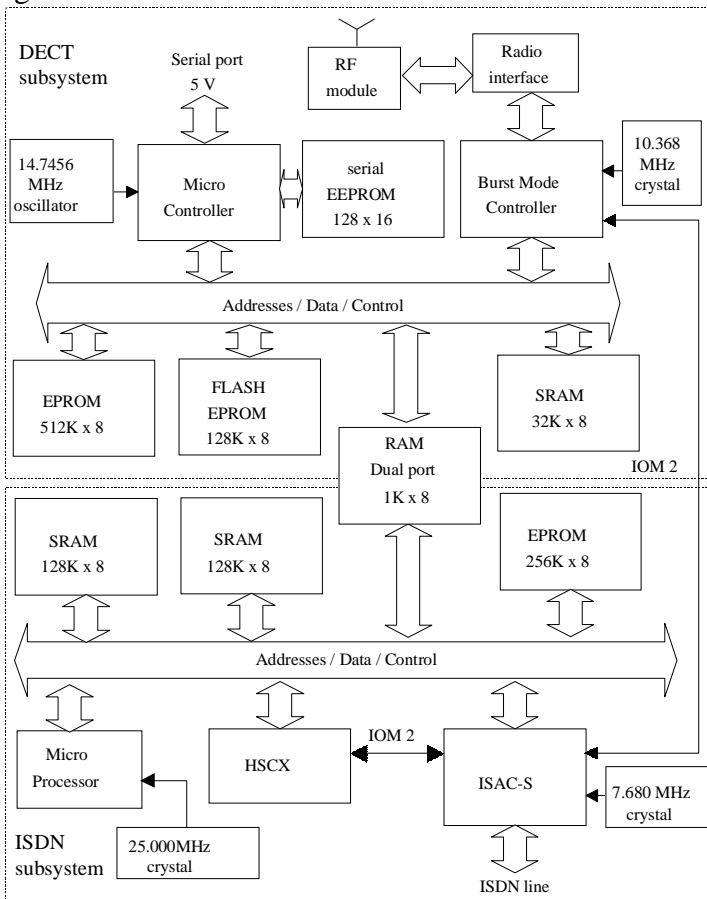 DECT
subsystem
Serial port
5 V
RF
module
Radio
interface
14.7456
MHz
oscillator
Micro
Controller
serial
EEPROM
128 x 16
Burst Mode
Controller
10.368
MHz
crystal
Addresses / Data / Control
EPROM
512K x 8
FLASH
EPROM
128K x 8
SRAM
32K x 8
RAM
Dual port
1K x 8
IOM 2
SRAM
128K x 8
SRAM
128K x 8
EPROM
256K x 8
Addresses / Data / Control
Micro
Processor
HSCX
IOM 2
ISAC-S
7.680 MHz
crystal
ISDN
subsystem
25.000MHz
crystal
ISDN line